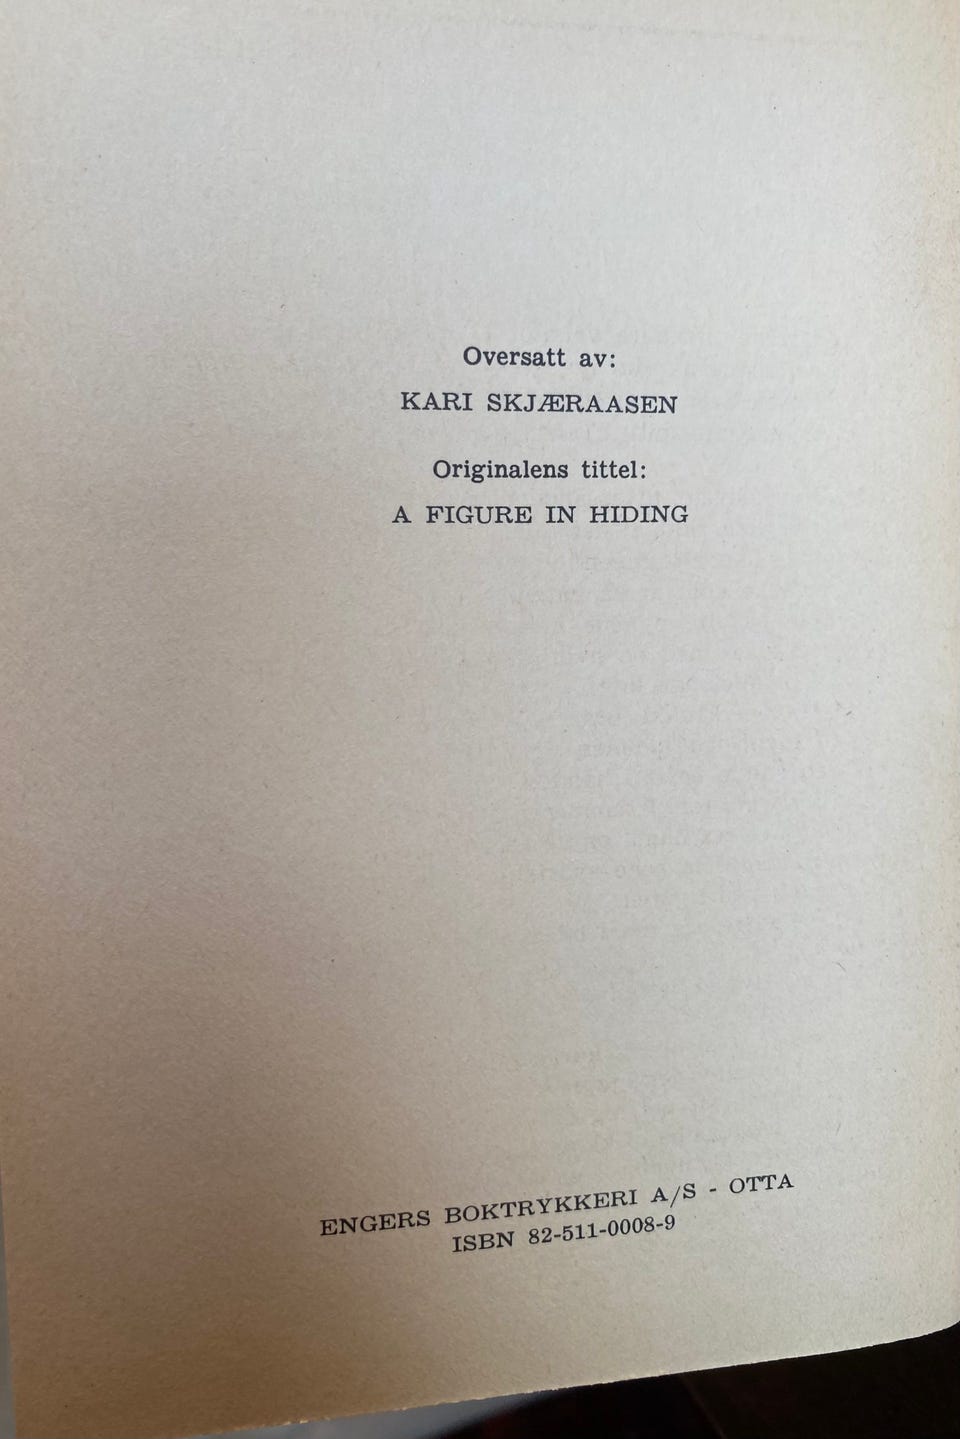 Oversatt av:
KARI SKJÆRAASEN
Originalens tittel:
A FIGURE IN HIDING
ENGERS BOKTRYKKERI A/S - OTTA
ISBN 82-511-0008-9